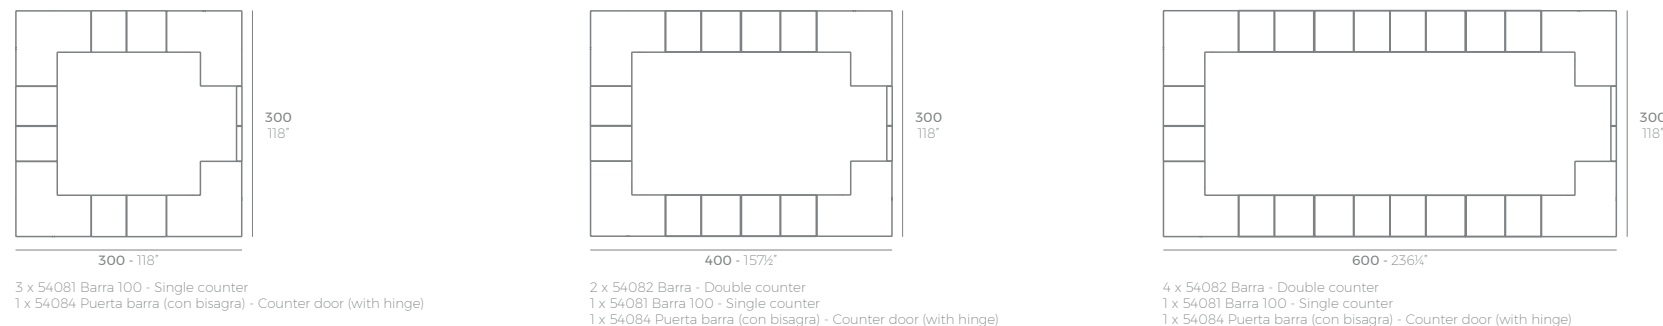 300
118”
300 - 118”
3 x 54081 Barra 100 - Single counter
1 x 54084 Puerta barra (con bisagra) - Counter door (with hinge)
300
118”
400 - 157½”
2 x 54082 Barra - Double counter
1 x 54081 Barra 100 - Single counter
1 x 54084 Puerta barra (con bisagra) - Counter door (with hinge)
300
118”
600 - 236¼”
4 x 54082 Barra - Double counter
1 x 54081 Barra 100 - Single counter
1 x 54084 Puerta barra (con bisagra) - Counter door (with hinge)